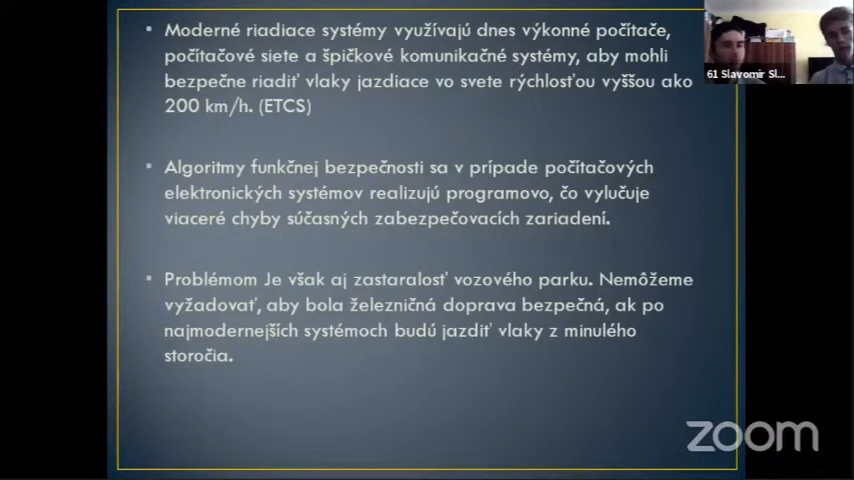 Moderné riadiace systémy využívajú dnes výkonné počítače,
počítačové siete a špičkové komunikačné systémy, aby mohli
bezpečne riadiť vlaky jazdiace vo svete rýchlosťou vyššou ako
200 km/h. (ETCS)
Algoritmy funkčnej bezpečnosti sa v prípade počítačových
elektronických systémov realizujú programovo, čo vylučuje
viaceré chyby súčasných zabezpečovacích zariadení.
Problémom Je však aj zastaralosť vozového parku. Nemôžeme
vyžadovať, aby bola železničná doprava bezpečná, ak po
najmodernejších systémoch budú jazdiť vlaky z minulého
storočia.
61 Slavomir Sl...
zoom